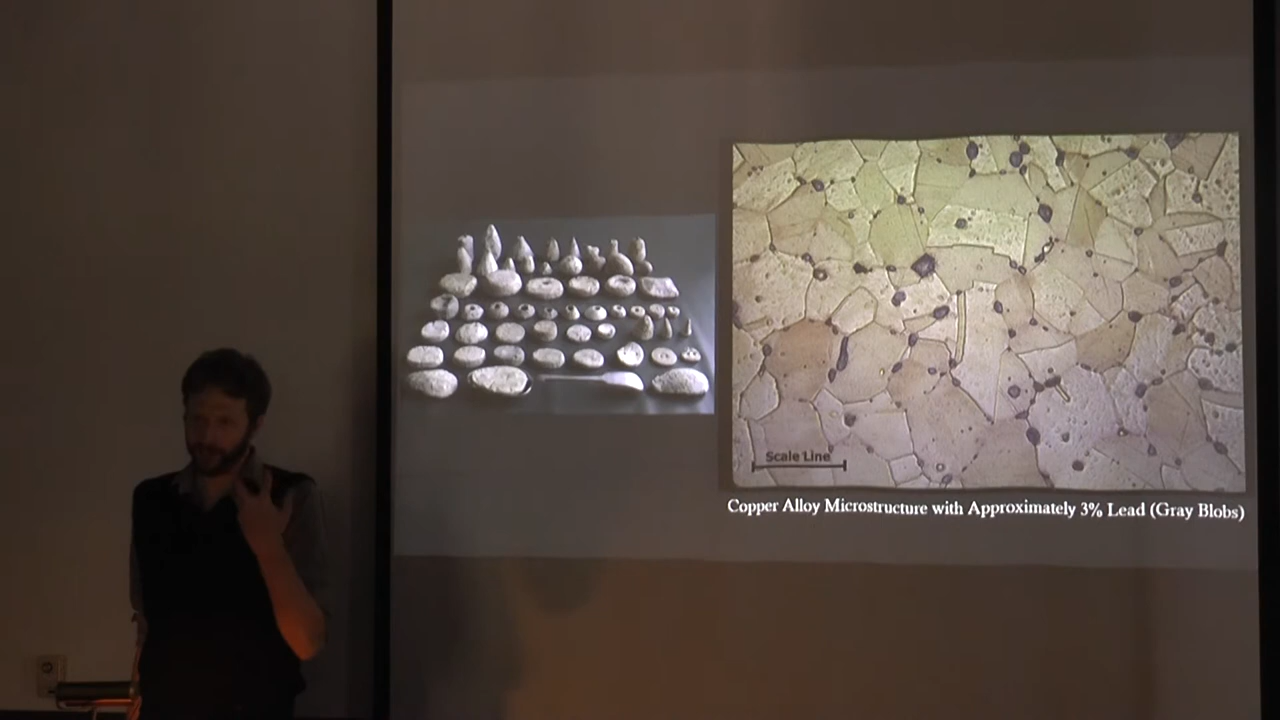 Scale Line
Copper Alloy Microstructure with Approximately 3% Lead (Gray Blobs)